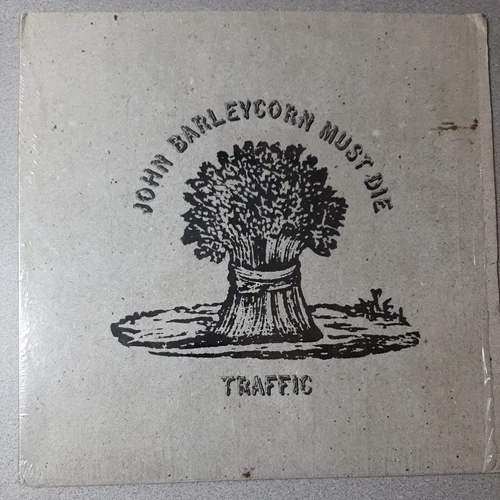 JOHN BARLEYCORN MUST DIE
TRAFFIC